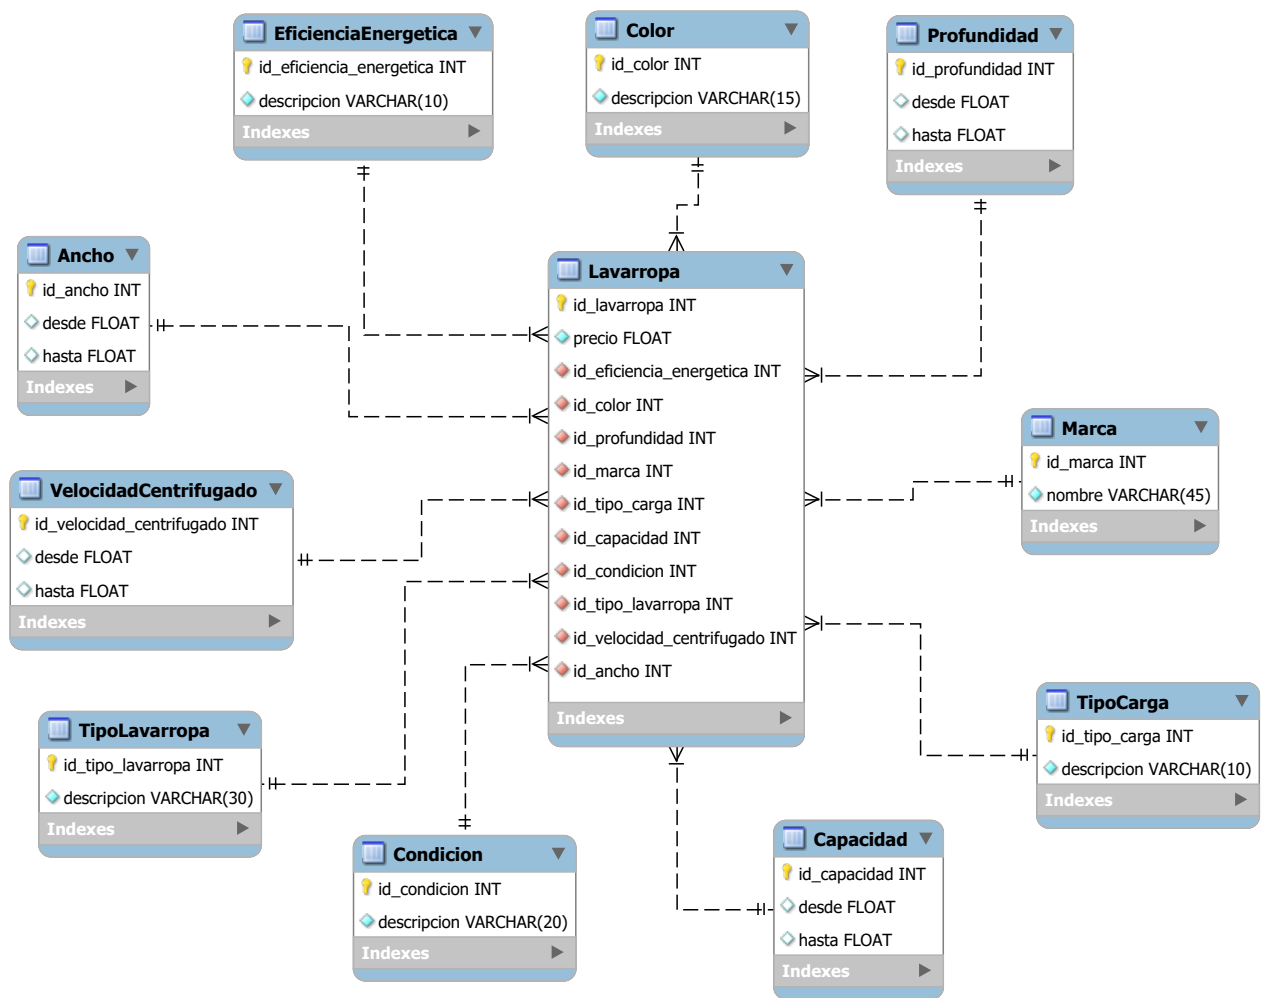 EficienciaEnergetica
id_eficiencia_energetica INT
descripcion VARCHAR(10)
Indexes
Color
id_color INT
descripcion VARCHAR(15)
Indexes
Profundidad
id_profundidad INT
desde FLOAT
hasta FLOAT
Indexes
Ancho
id_ancho INT
desde FLOAT
hasta FLOAT
Indexes
Lavarropa
id_lavarropa INT
precio FLOAT
id_eficiencia_energetica INT
id_color INT
id_profundidad INT
id_marca INT
id_tipo_carga INT
id_capacidad INT
id_condicion INT
id_tipo_lavarropa INT
id_velocidad_centrifugado INT
id_ancho INT
Indexes
Marca
id_marca INT
nombre VARCHAR(45)
Indexes
VelocidadCentrifugado
id_velocidad_centrifugado INT
desde FLOAT
hasta FLOAT
Indexes
TipoLavarropa
id_tipo_lavarropa INT
descripcion VARCHAR(30)
Indexes
TipoCarga
id_tipo_carga INT
descripcion VARCHAR(10)
Indexes
Condicion
id_condicion INT
descripcion VARCHAR(20)
Indexes
Capacidad
id_capacidad INT
desde FLOAT
hasta FLOAT
Indexes